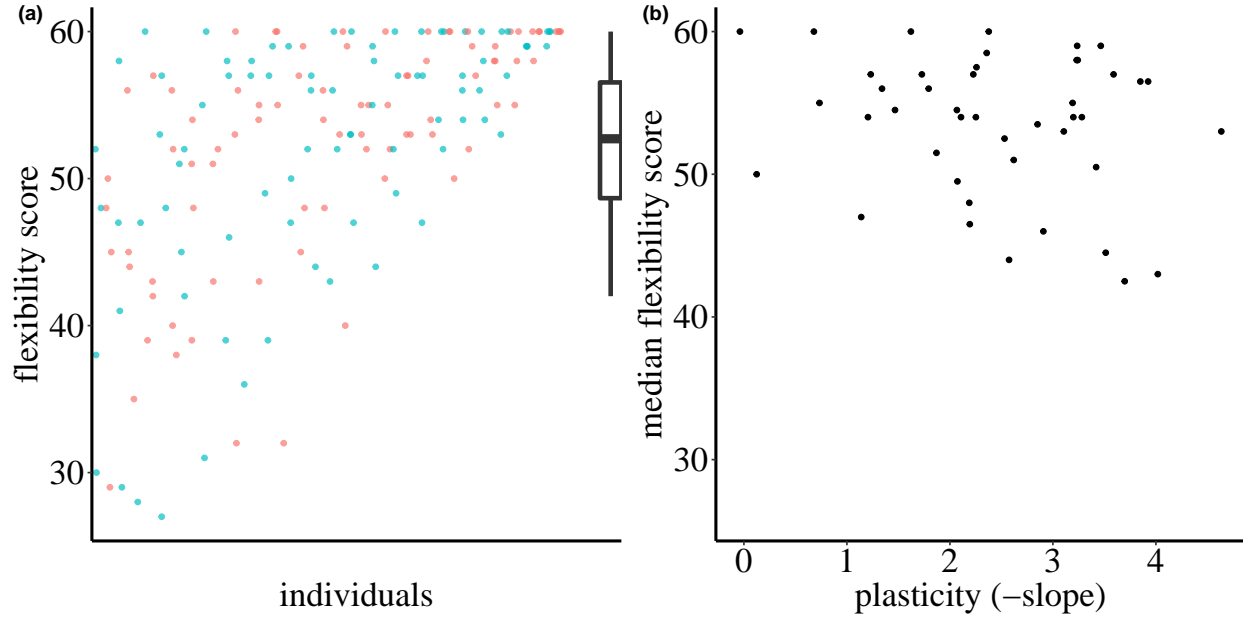 (a)
flexibility score
60
50
40
30
individuals
(b)
median flexibility score
60
50
40
30
0 1 2 3 4
plasticity (−slope)